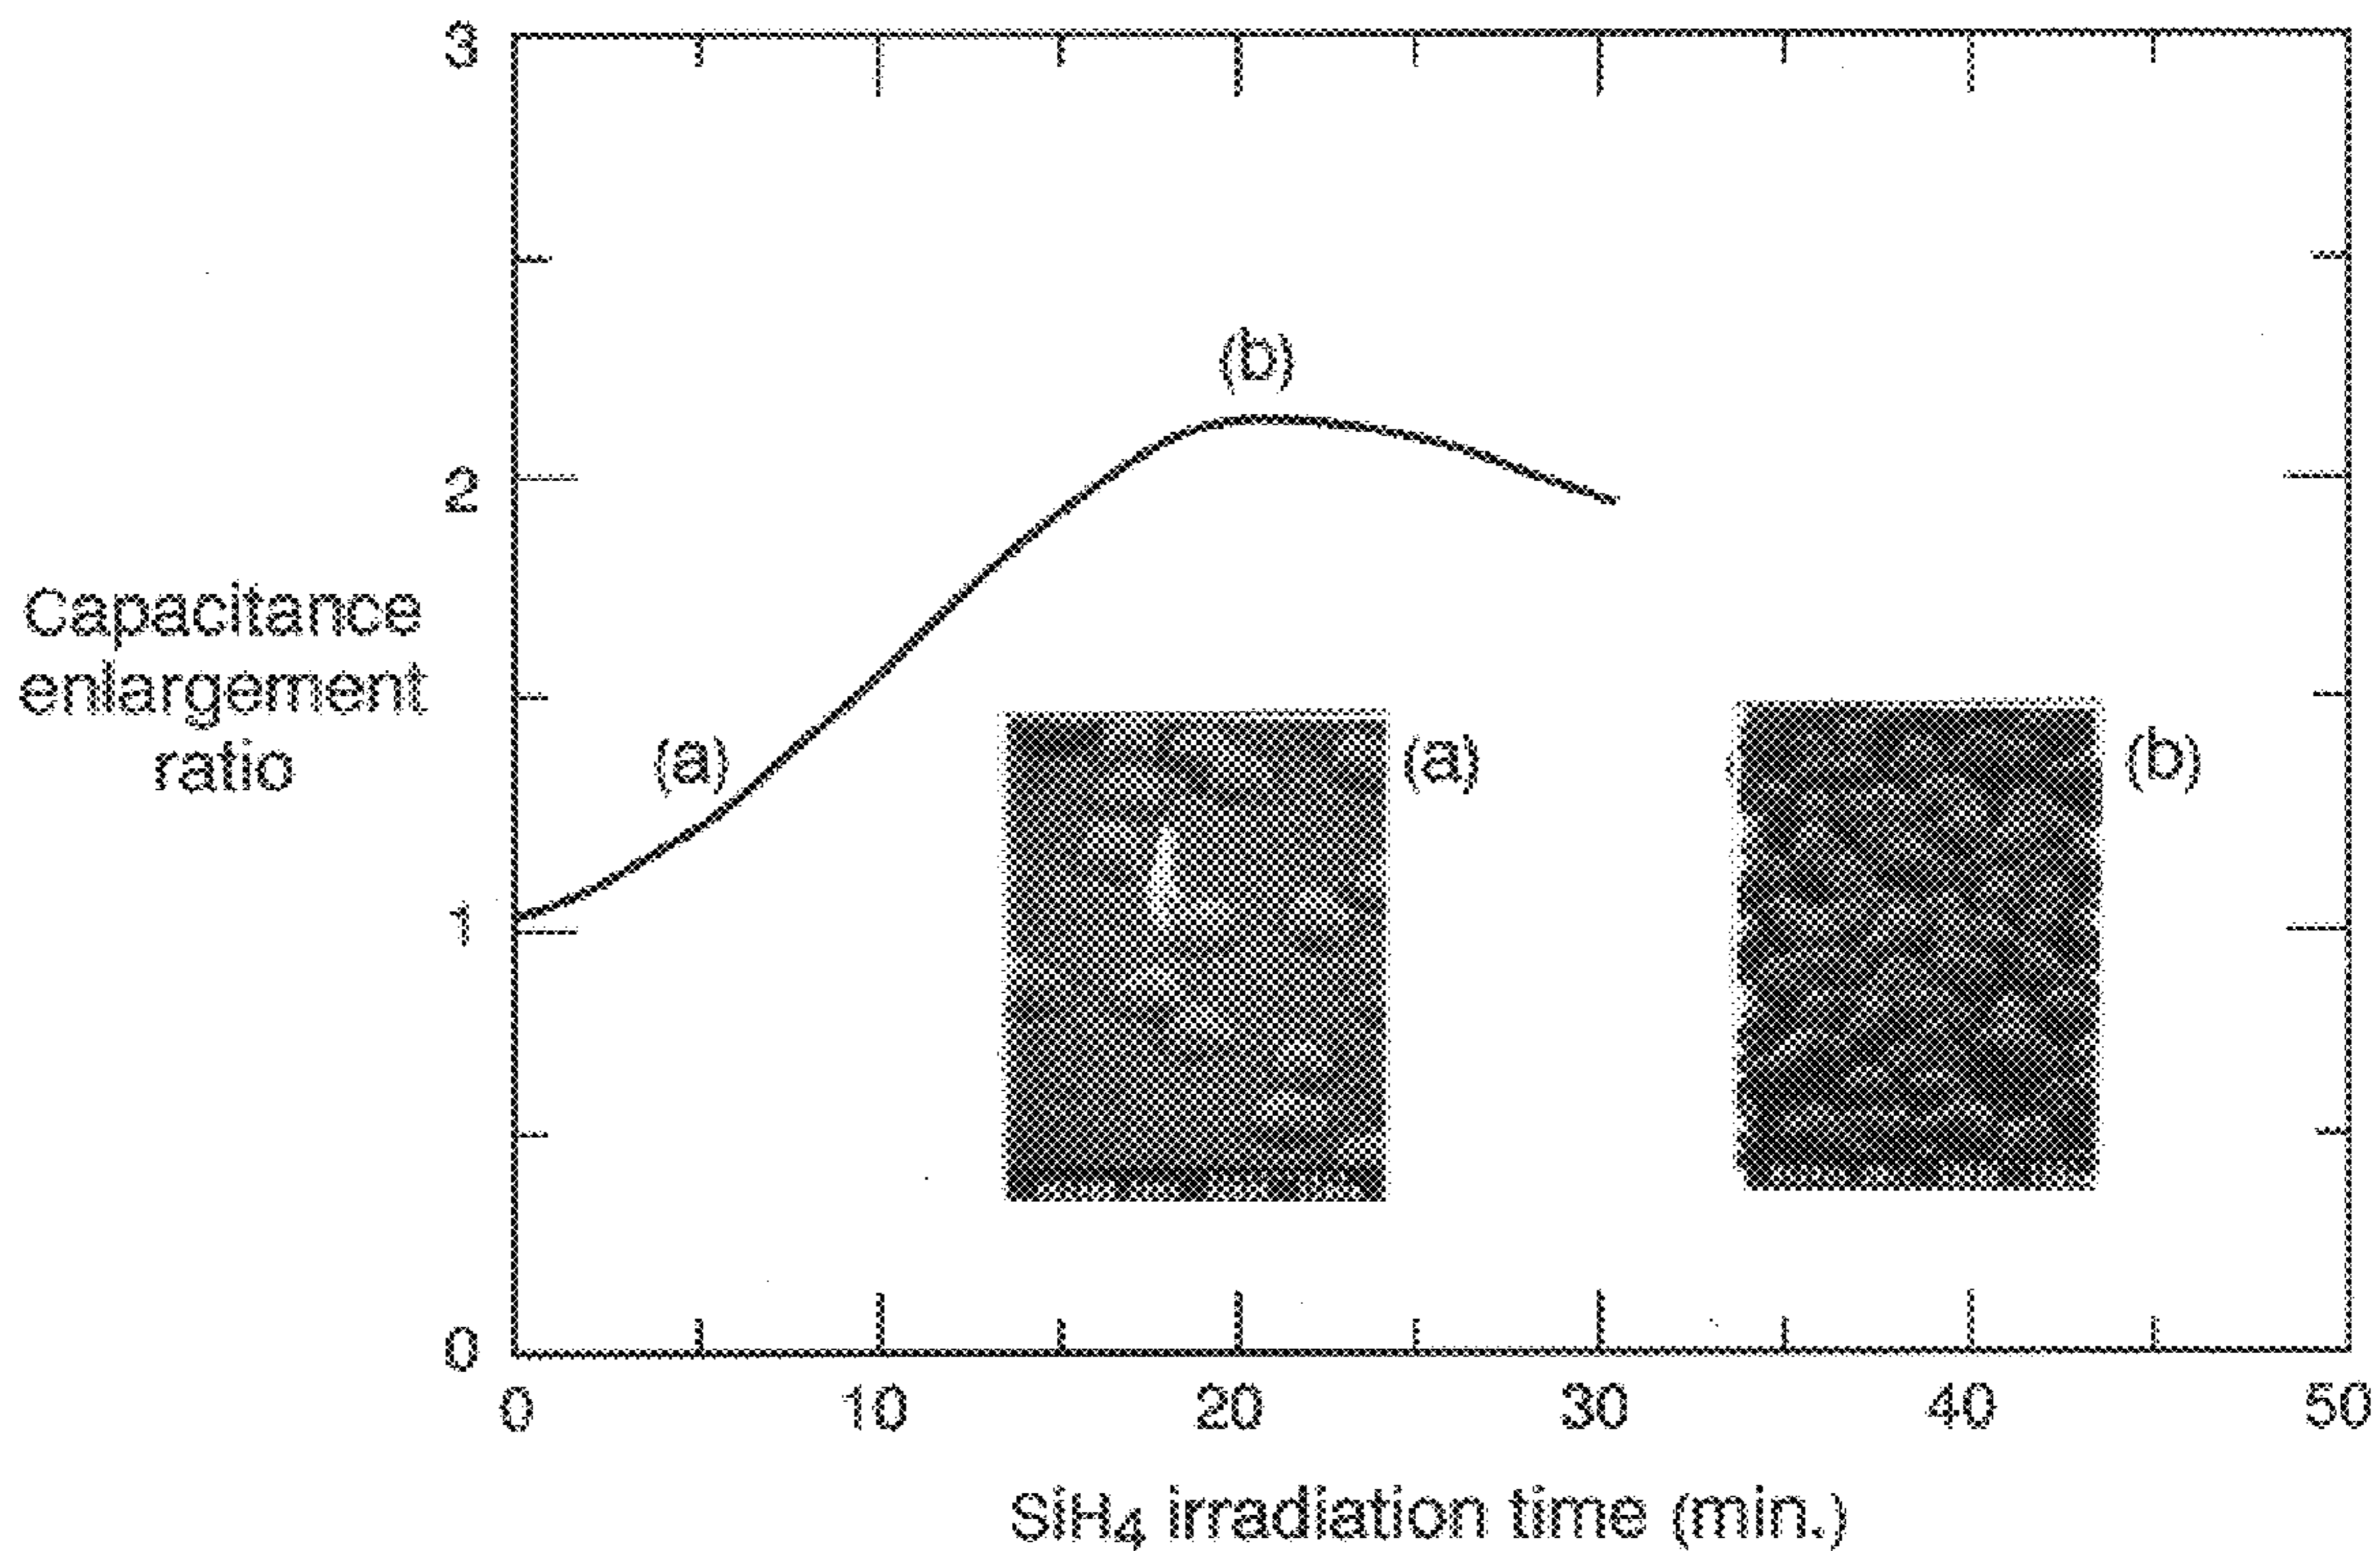 3
(b)
2
Capacitance
enlargement
ratio
(a)
(a)
(b)
1
0
0 10 20 30 40 50
SiH4 irradiation time (min.)